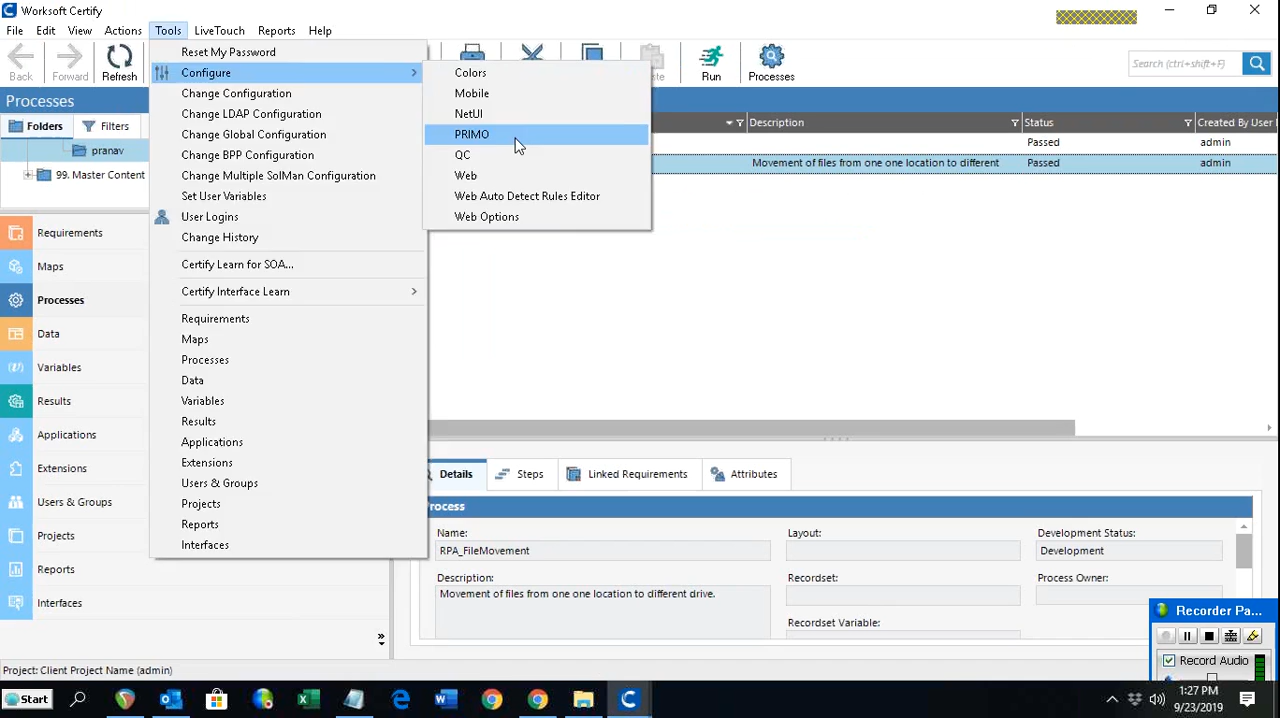 Worksoft Certify
File Edit View Actions Tools LiveTouch Reports Help
Back Forward Refresh Run Processes Search (ctrl+shift+F)
Processes
Folders Filters
pranav
99. Master Content
Requirements
Maps
Processes
Data
Variables
Results
Applications
Extensions
Users & Groups
Projects
Reports
Interfaces
Reset My Password
Configure
Change Configuration
Change LDAP Configuration
Change Global Configuration
Change BPP Configuration
Change Multiple SolMan Configuration
Set User Variables
User Logins
Change History
Certify Learn for SOA...
Certify Interface Learn
Requirements
Maps
Processes
Data
Variables
Results
Applications
Extensions
Users & Groups
Projects
Reports
Interfaces
Colors
Mobile
NetUI
PRIMO
QC
Web
Web Auto Detect Rules Editor
Web Options
Description Status Created By User
Passed admin
Movement of files from one one location to different Passed admin
Details Steps Linked Requirements Attributes
rocess
Name: Layout: Development Status:
RPA_FileMovement Development
Description: Recordset: Process Owner:
Movement of files from one one location to different drive.
Recordset Variable:
Recorder Pa...
Record Audio
Project: Client Project Name (admin)
Start
1:27 PM
9/23/2019